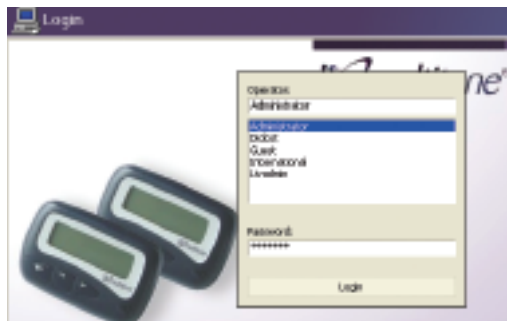 Login
Operator:
Administrator
Administrator
Guest
International
Password:
*******
Login